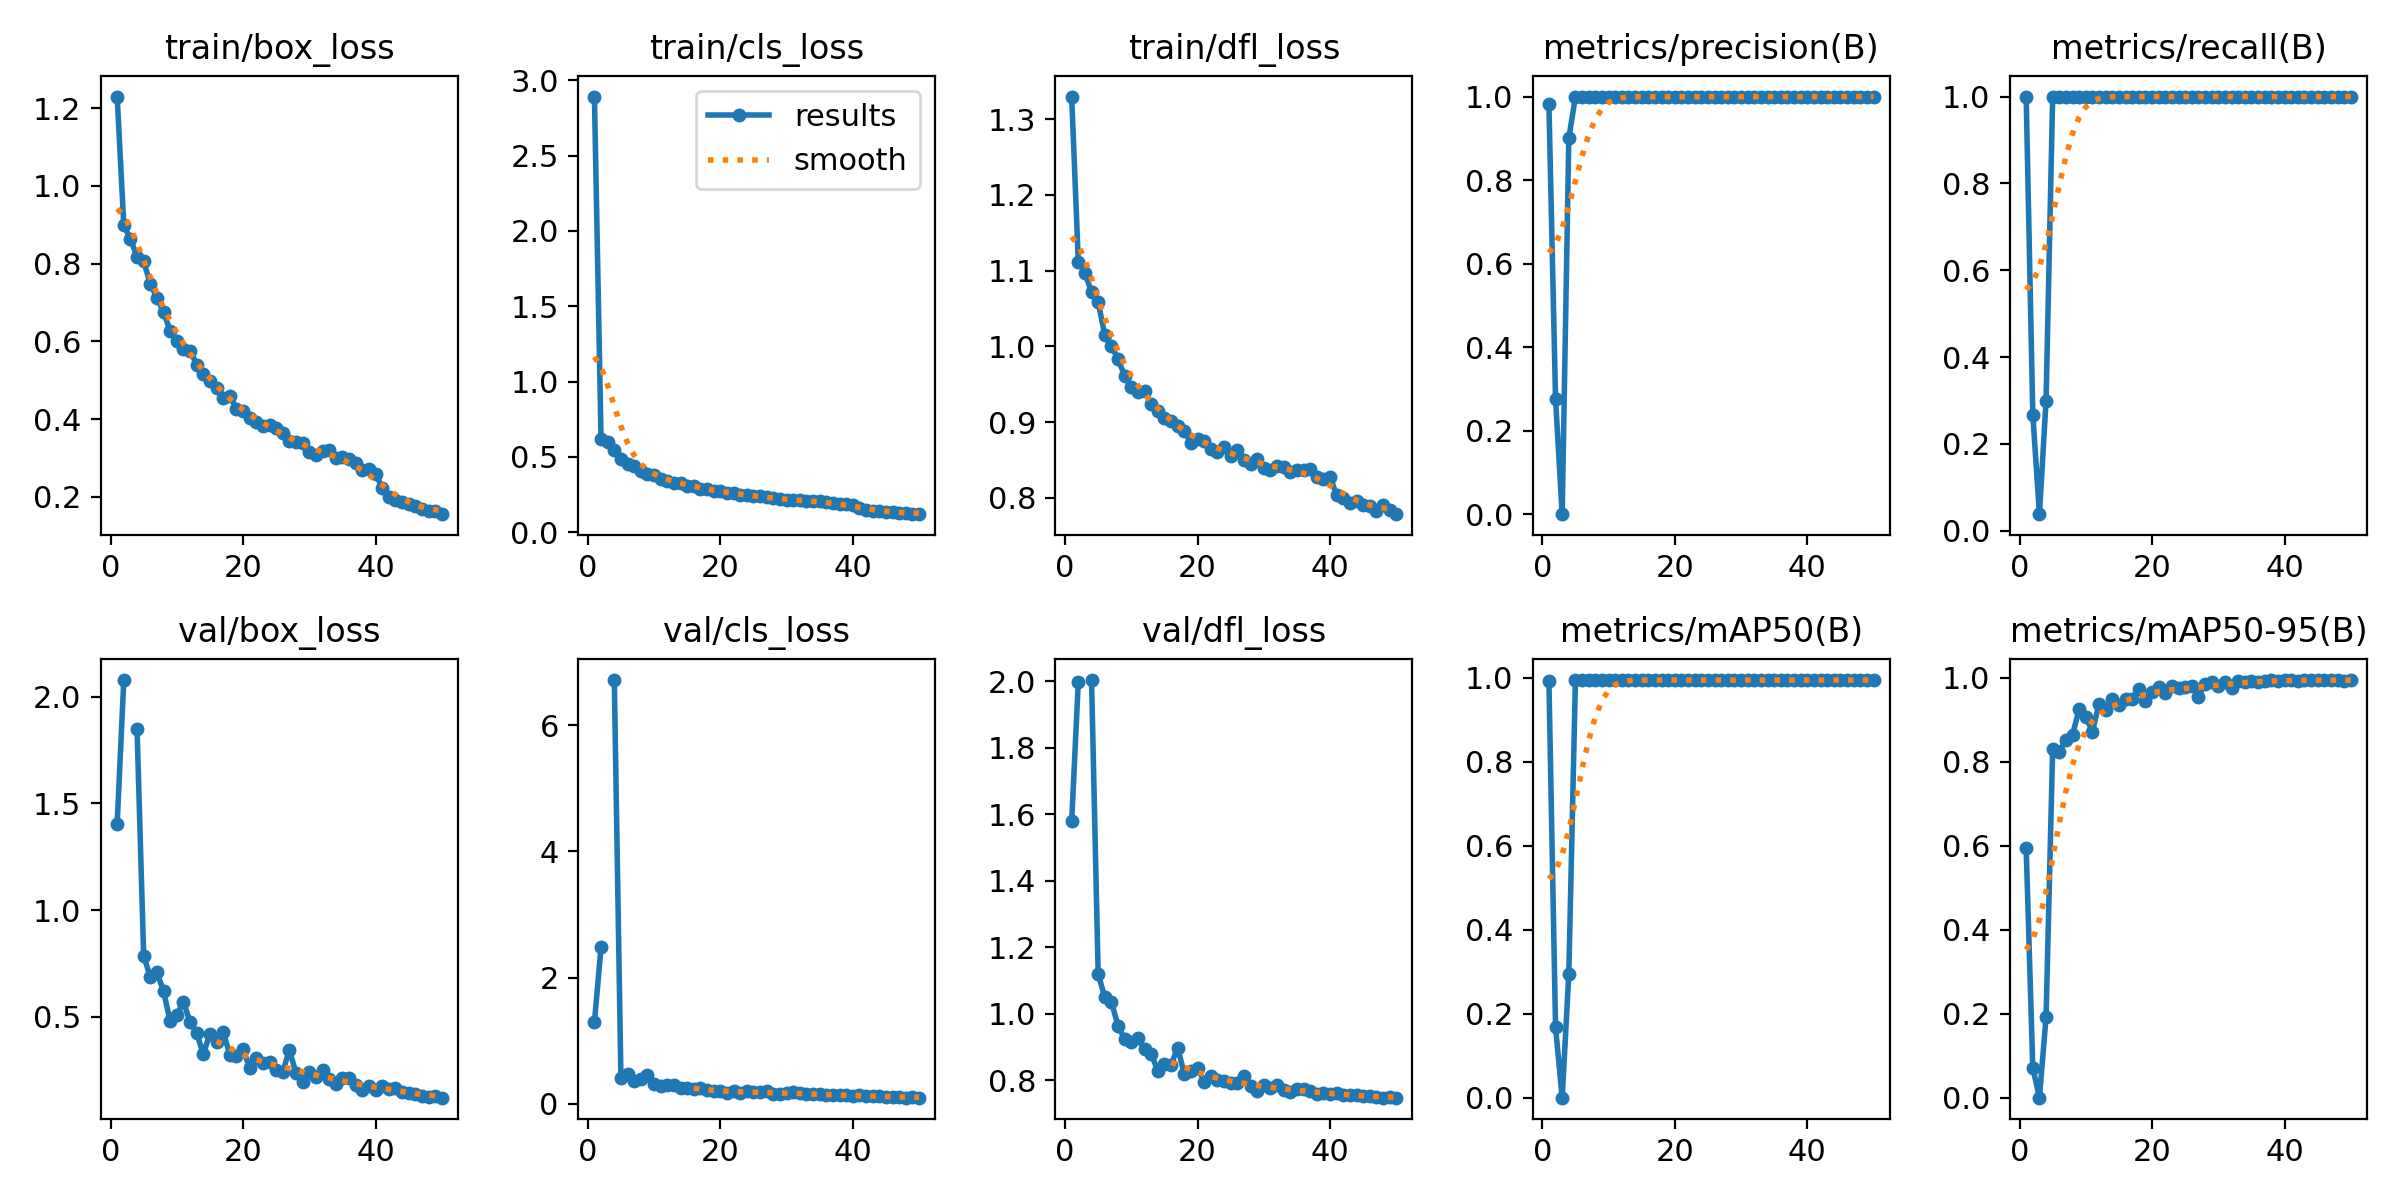 train/box_loss
1.2
1.0
0.8
0.6
0.4
0.2
0 20 40
train/cls_loss
3.0
2.5
2.0
1.5
1.0
0.5
0.0
results
smooth
0 20 40
train/dfl_loss
1.3
1.2
1.1
1.0
0.9
0.8
0 20 40
metrics/precision(B)
1.0
0.8
0.6
0.4
0.2
0.0
0 20 40
metrics/recall(B)
1.0
0.8
0.6
0.4
0.2
0.0
0 20 40
val/box_loss
2.0
1.5
1.0
0.5
0 20 40
val/cls_loss
6
4
2
0
0 20 40
val/dfl_loss
2.0
1.8
1.6
1.4
1.2
1.0
0.8
0 20 40
metrics/mAP50(B)
1.0
0.8
0.6
0.4
0.2
0.0
0 20 40
metrics/mAP50-95(B)
1.0
0.8
0.6
0.4
0.2
0.0
0 20 40